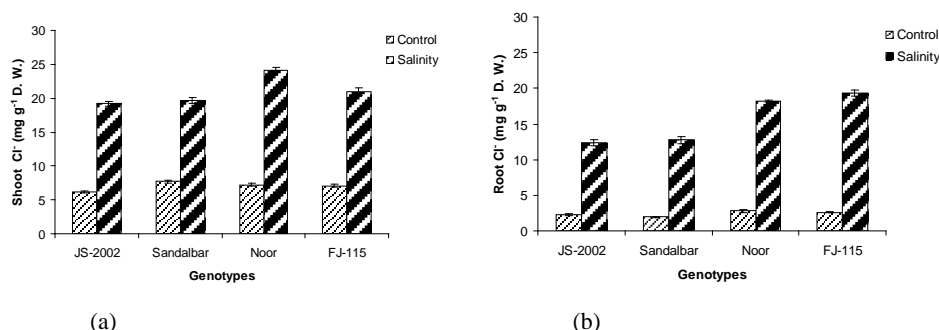 30
25
20
15
10
5
0
Shoot Cl⁻ (mg g⁻¹ D. W.)
JS-2002 Sandalbar Noor FJ-115
Genotypes
Control
Salinity
(a)
30
25
20
15
10
5
0
Root Cl⁻ (mg g⁻¹ D. W.)
JS-2002 Sandalbar Noor FJ-115
Genotypes
Control
Salinity
(b)